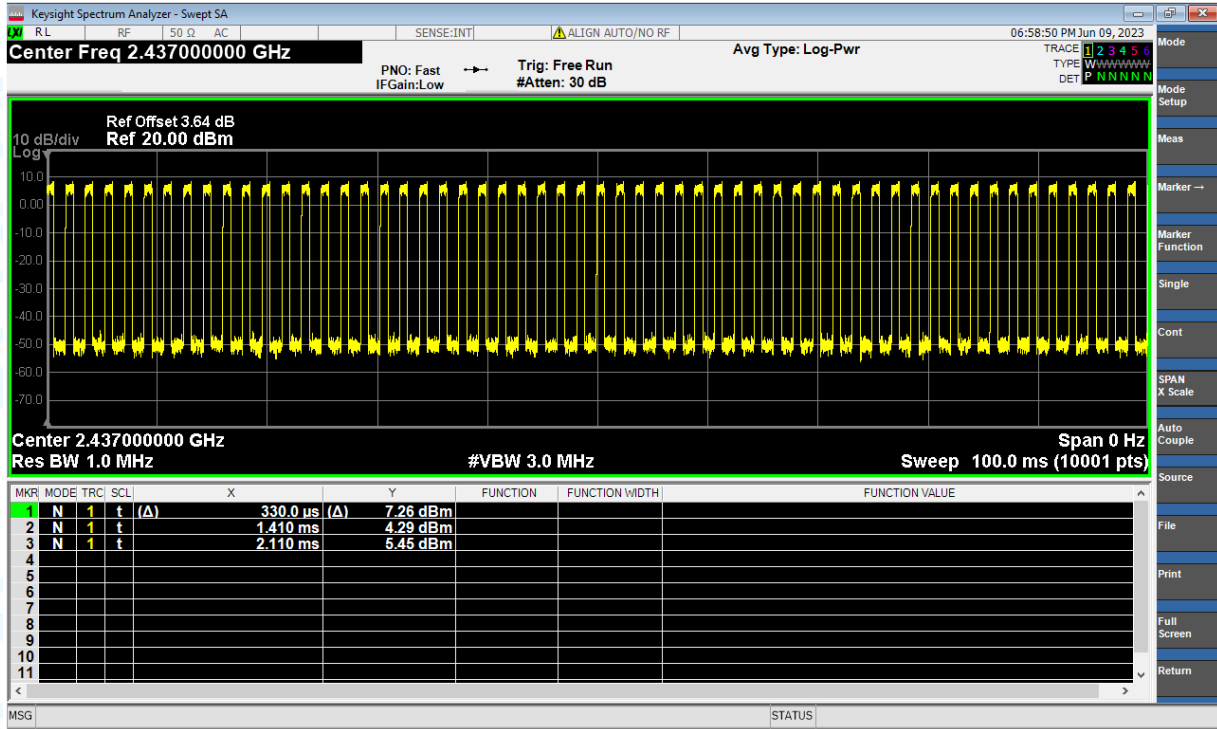 Keysight Spectrum Analyzer - Swept SA
LXI RL RF 50 Ω AC SENSE:INT ALIGN AUTO/NO RF 06:58:50 PM Jun 09, 2023
Center Freq 2.437000000 GHz
Avg Type: Log-Pwr
TRACE 1 2 3 4 5 6
TYPE WWWWWW
DET P N N N N N
PNO: Fast
IFGain:Low
Trig: Free Run
#Atten: 30 dB
Ref Offset 3.64 dB
10 dB/div Ref 20.00 dBm
Log
10.0
0.00
-10.0
-20.0
-30.0
-40.0
-50.0
-60.0
-70.0
Center 2.437000000 GHz Span 0 Hz
Res BW 1.0 MHz #VBW 3.0 MHz Sweep 100.0 ms (10001 pts)
MKR MODE TRC SCL X Y FUNCTION FUNCTION WIDTH FUNCTION VALUE
1 N 1 t (Δ) 330.0 µs (Δ) 7.26 dBm
2 N 1 t 1.410 ms 4.29 dBm
3 N 1 t 2.110 ms 5.45 dBm
4
5
6
7
8
9
10
11
MSG STATUS
Mode
Mode
Setup
Meas
Marker→
Marker
Function
Single
Cont
SPAN
X Scale
Auto
Couple
Source
File
Print
Full
Screen
Return